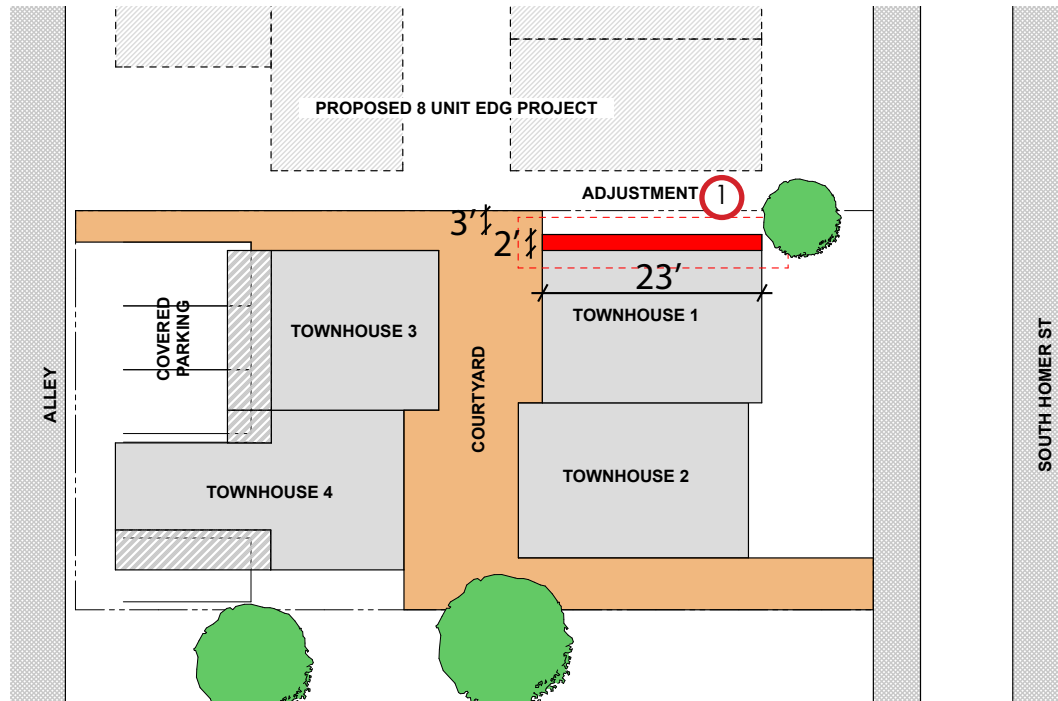 PROPOSED 8 UNIT EDG PROJECT
ADJUSTMENT 1
3’
2’
23’
TOWNHOUSE 1
TOWNHOUSE 3
COVERED
PARKING
COURTYARD
ALLEY
SOUTH HOMER ST
TOWNHOUSE 2
TOWNHOUSE 4